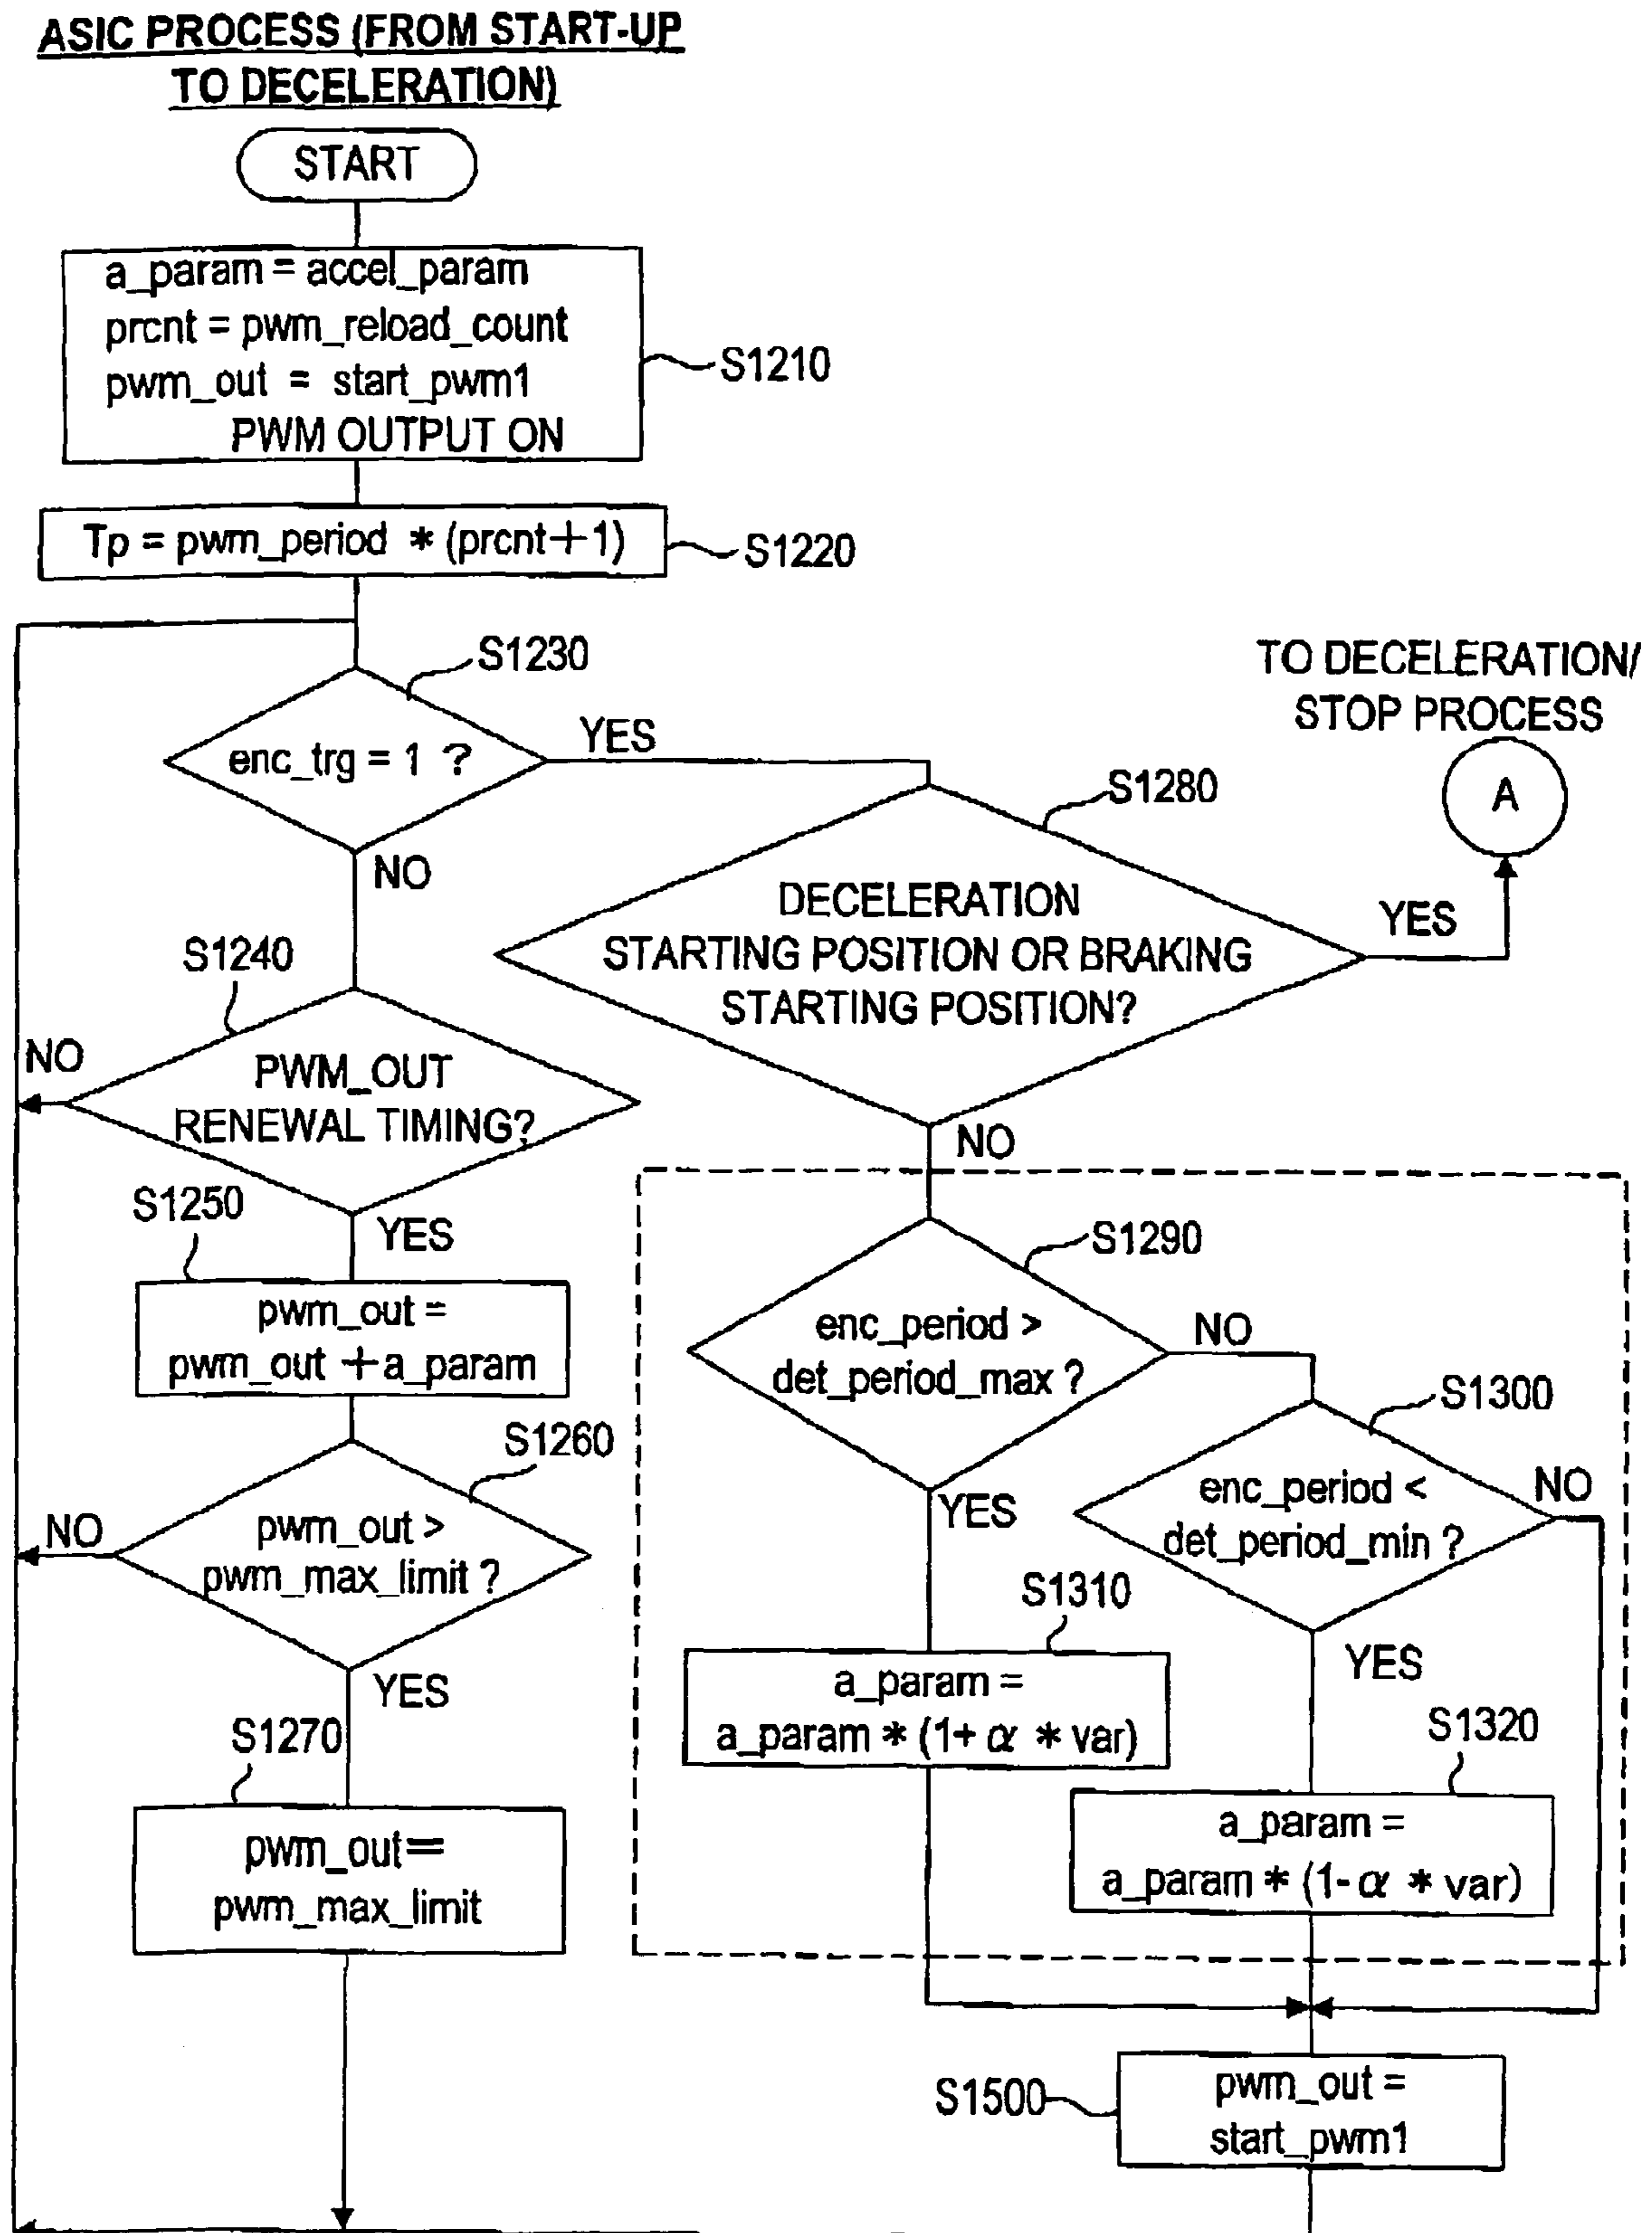 ASIC PROCESS (FROM START-UP
TO DECELERATION)
START
a_param = accel_param
prcnt = pwm_reload_count
pwm_out = start_pwm1
PWM OUTPUT ON
S1210
Tp = pwm_period * (prcnt+1)
S1220
S1230
enc_trg = 1 ?
YES
NO
TO DECELERATION/
STOP PROCESS
A
S1280
DECELERATION
STARTING POSITION OR BRAKING
STARTING POSITION?
YES
NO
S1240
PWM_OUT
RENEWAL TIMING?
NO
YES
S1250
pwm_out =
pwm_out +a_param
S1260
pwm_out >
pwm_max_limit ?
NO
YES
S1270
pwm_out=
pwm_max_limit
S1290
enc_period >
det_period_max ?
NO
YES
S1300
enc_period <
det_period_min ?
NO
YES
S1310
a_param =
a_param * (1+ α * var)
S1320
a_param =
a_param * (1- α * var)
S1500
pwm_out =
start_pwm1